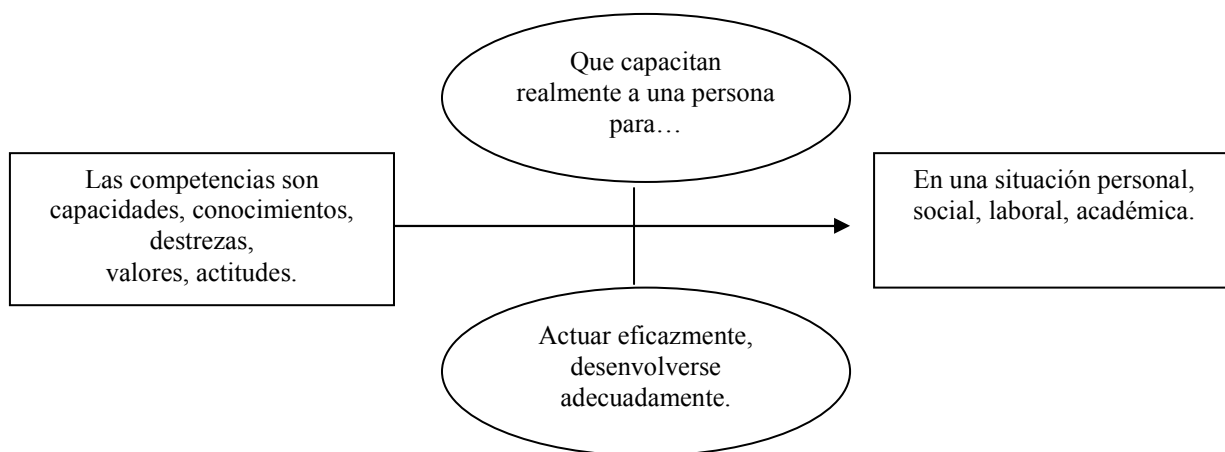 Que capacitan
realmente a una persona
para…
Las competencias son
capacidades, conocimientos,
destrezas,
valores, actitudes.
En una situación personal,
social, laboral, académica.
Actuar eficazmente,
desenvolverse
adecuadamente.